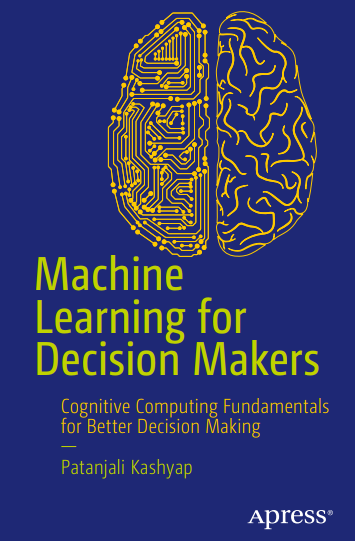 Machine
Learning for
Decision Makers
Cognitive Computing Fundamentals
for Better Decision Making
—
Patanjali Kashyap
Apress®